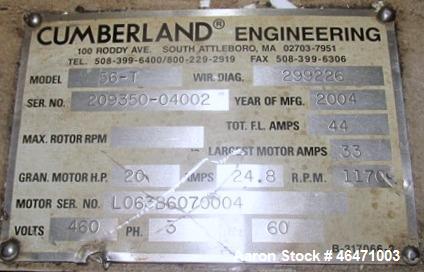 CUMBERLAND® ENGINEERING
100 RODDY AVE. SOUTH ATTLEBORO, MA 02703-7951
TEL. 508-399-6400/800-229-2919 FAX 508-399-6306
MODEL 56-T WIR. DIAG. 299226
SER. NO. 209350-04002 YEAR OF MFG. 2004
TOT. F.L. AMPS 44
MAX. ROTOR RPM LARGEST MOTOR AMPS 33
GRAN. MOTOR H.P. 20 AMPS 24.8 R.P.M. 1170
MOTOR SER. NO. L06386070004
VOLTS 460 PH. 3 HZ 60
Aaron Stock # 46471003